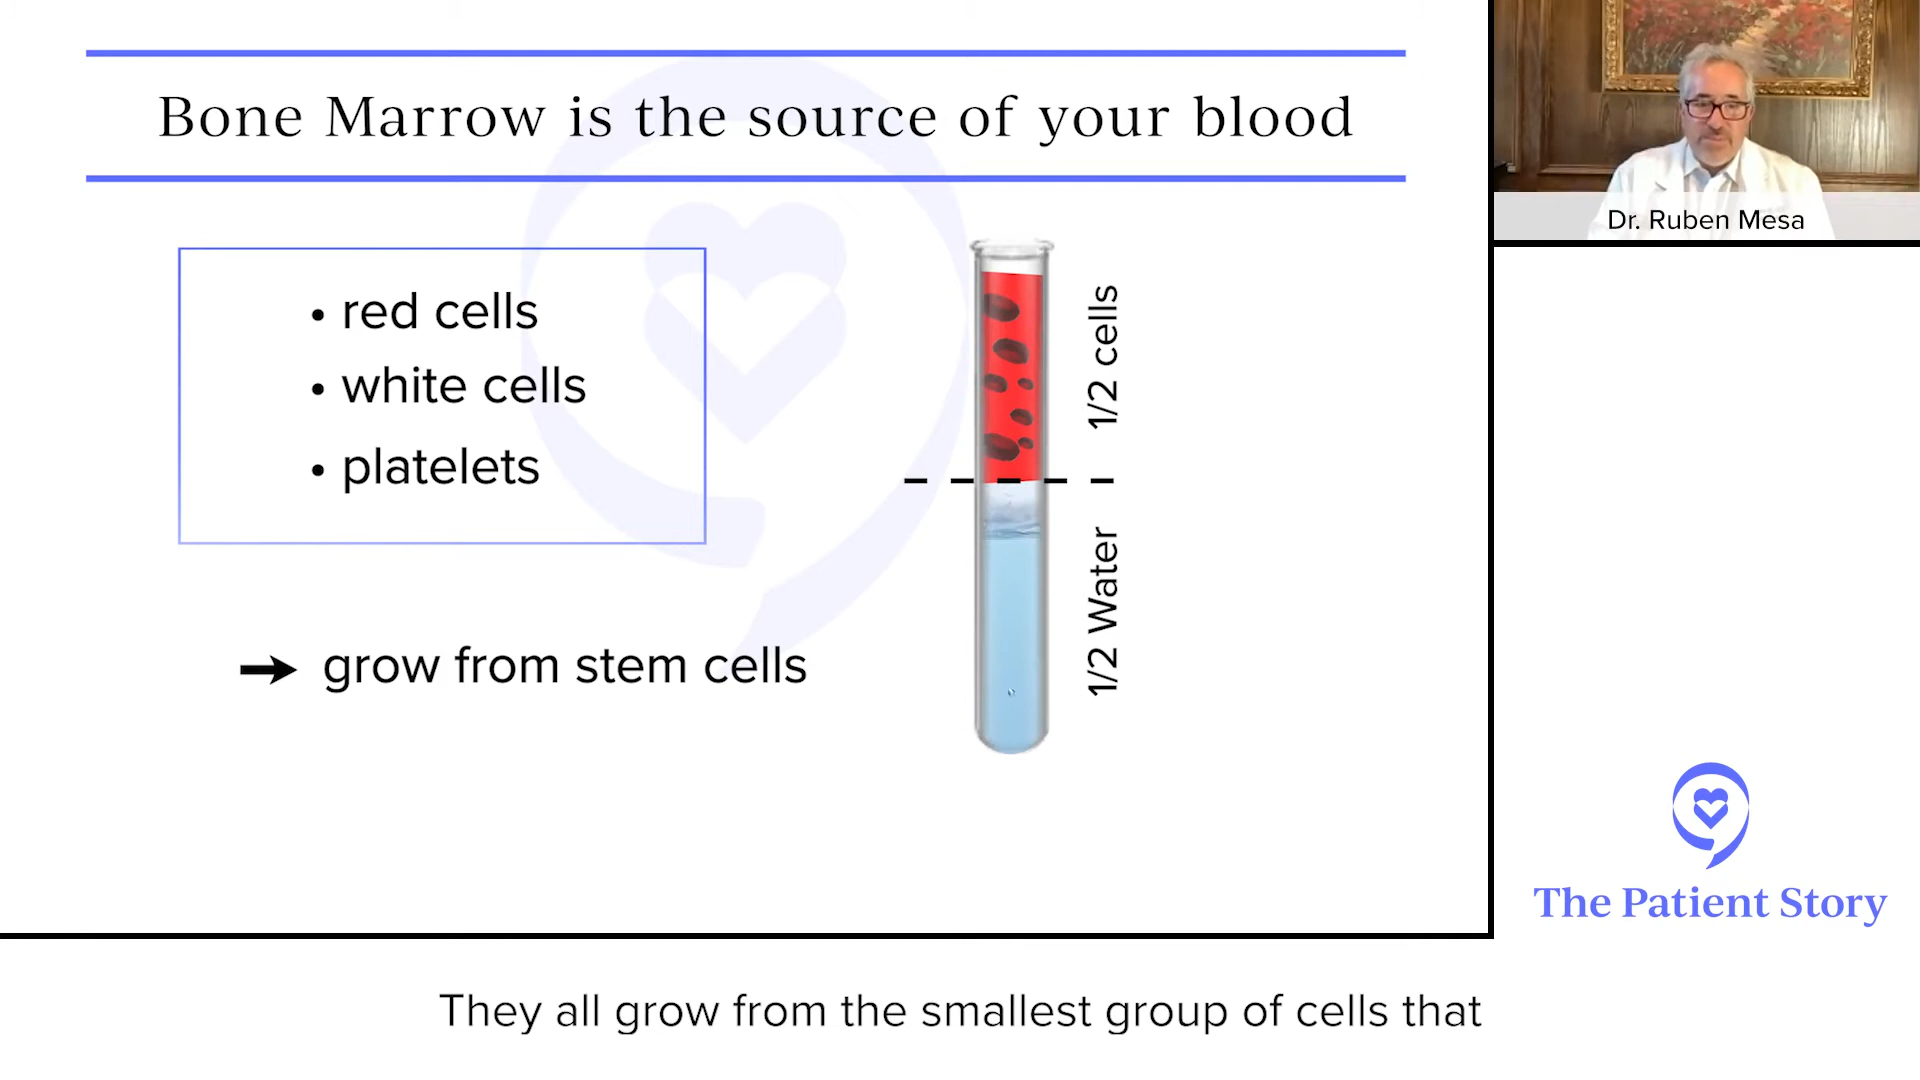 Bone Marrow is the source of your blood
• red cells
• white cells
• platelets
→ grow from stem cells
1/2 cells
1/2 Water
Dr. Ruben Mesa
The Patient Story
They all grow from the smallest group of cells that